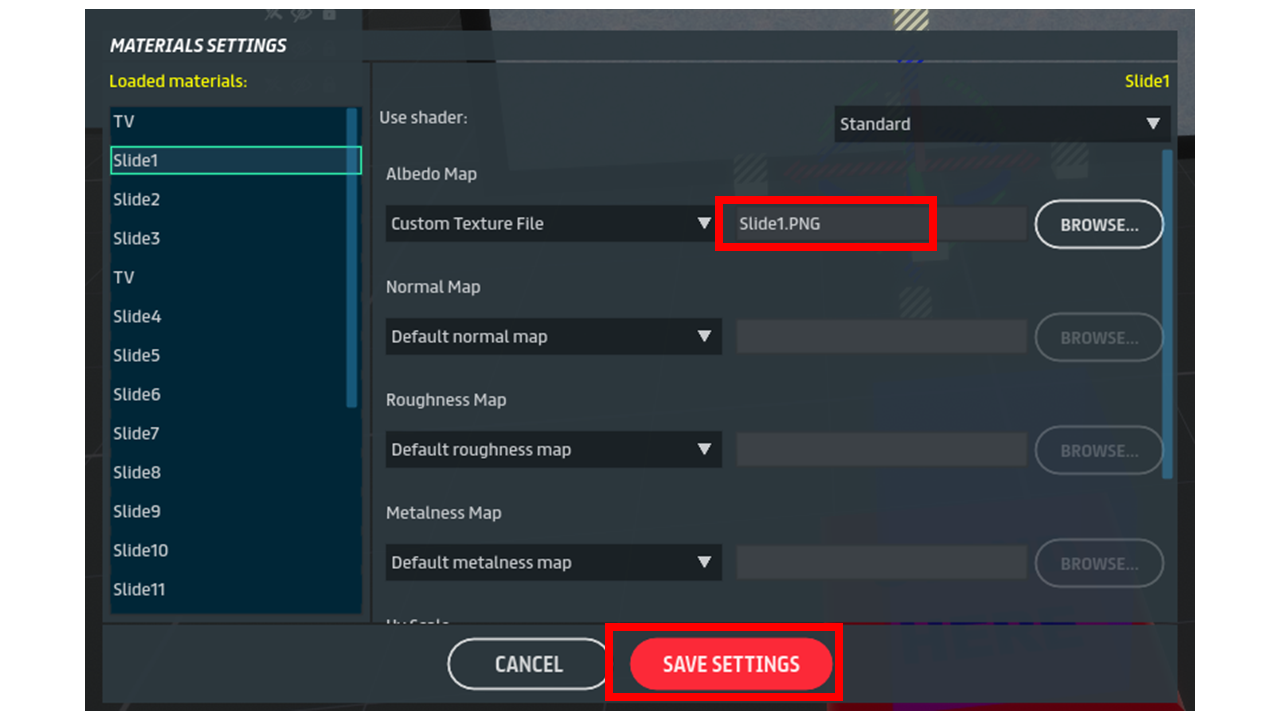 MATERIALS SETTINGS
Loaded materials:
Slide1
TV
Slide1
Slide2
Slide3
TV
Slide4
Slide5
Slide6
Slide7
Slide8
Slide9
Slide10
Slide11
Use shader:
Standard
Albedo Map
Custom Texture File
Slide1.PNG
BROWSE...
Normal Map
Default normal map
BROWSE...
Roughness Map
Default roughness map
BROWSE...
Metalness Map
Default metalness map
BROWSE...
Uv Scale
CANCEL
SAVE SETTINGS